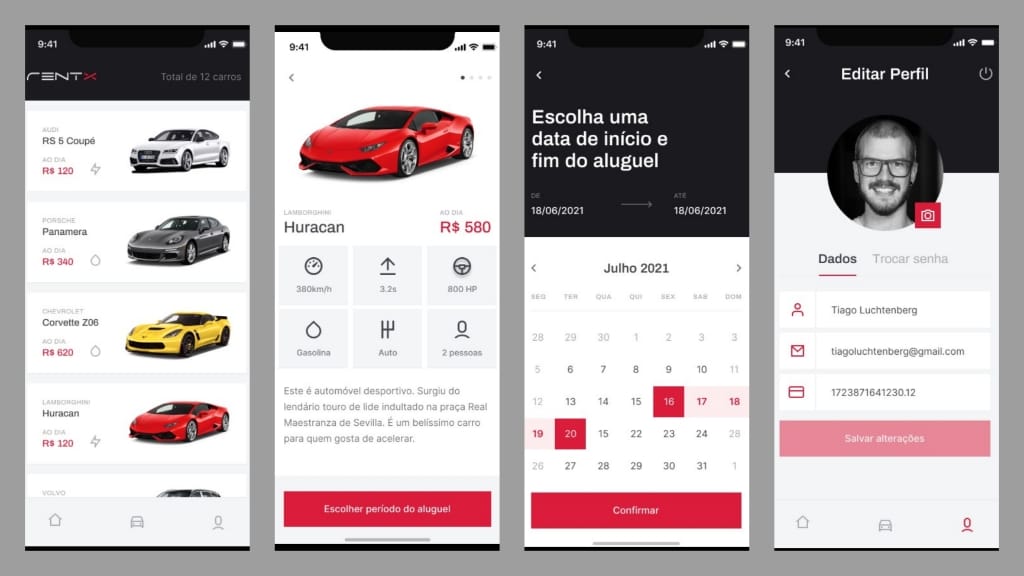 9:41
RENTX
Total de 12 carros
AUDI
RS 5 Coupé
AO DIA
R$ 120
PORSCHE
Panamera
AO DIA
R$ 340
CHEVROLET
Corvette Z06
AO DIA
R$ 620
LAMBORGHINI
Huracan
AO DIA
R$ 120
VOLVO
9:41
LAMBORGHINI
Huracan
AO DIA
R$ 580
380km/h
3.2s
800 HP
Gasolina
Auto
2 pessoas
Este é automóvel desportivo. Surgiu do
lendário touro de lide indultado na praça Real
Maestranza de Sevilla. É um belíssimo carro
para quem gosta de acelerar.
Escolher período do aluguel
9:41
Escolha uma
data de início e
fim do aluguel
DE
18/06/2021
ATÉ
18/06/2021
Julho 2021
SEG TER QUA QUI SEX SAB DOM
28 29 30 1 2 3 3
5 6 7 8 9 10 11
12 13 14 15 16 17 18
19 20 15 22 23 24 28
26 27 28 29 30 31 1
Confirmar
9:41
Editar Perfil
Dados Trocar senha
Tiago Luchtenberg
tiagoluchtenberg@gmail.com
1723871641230.12
Salvar alterações